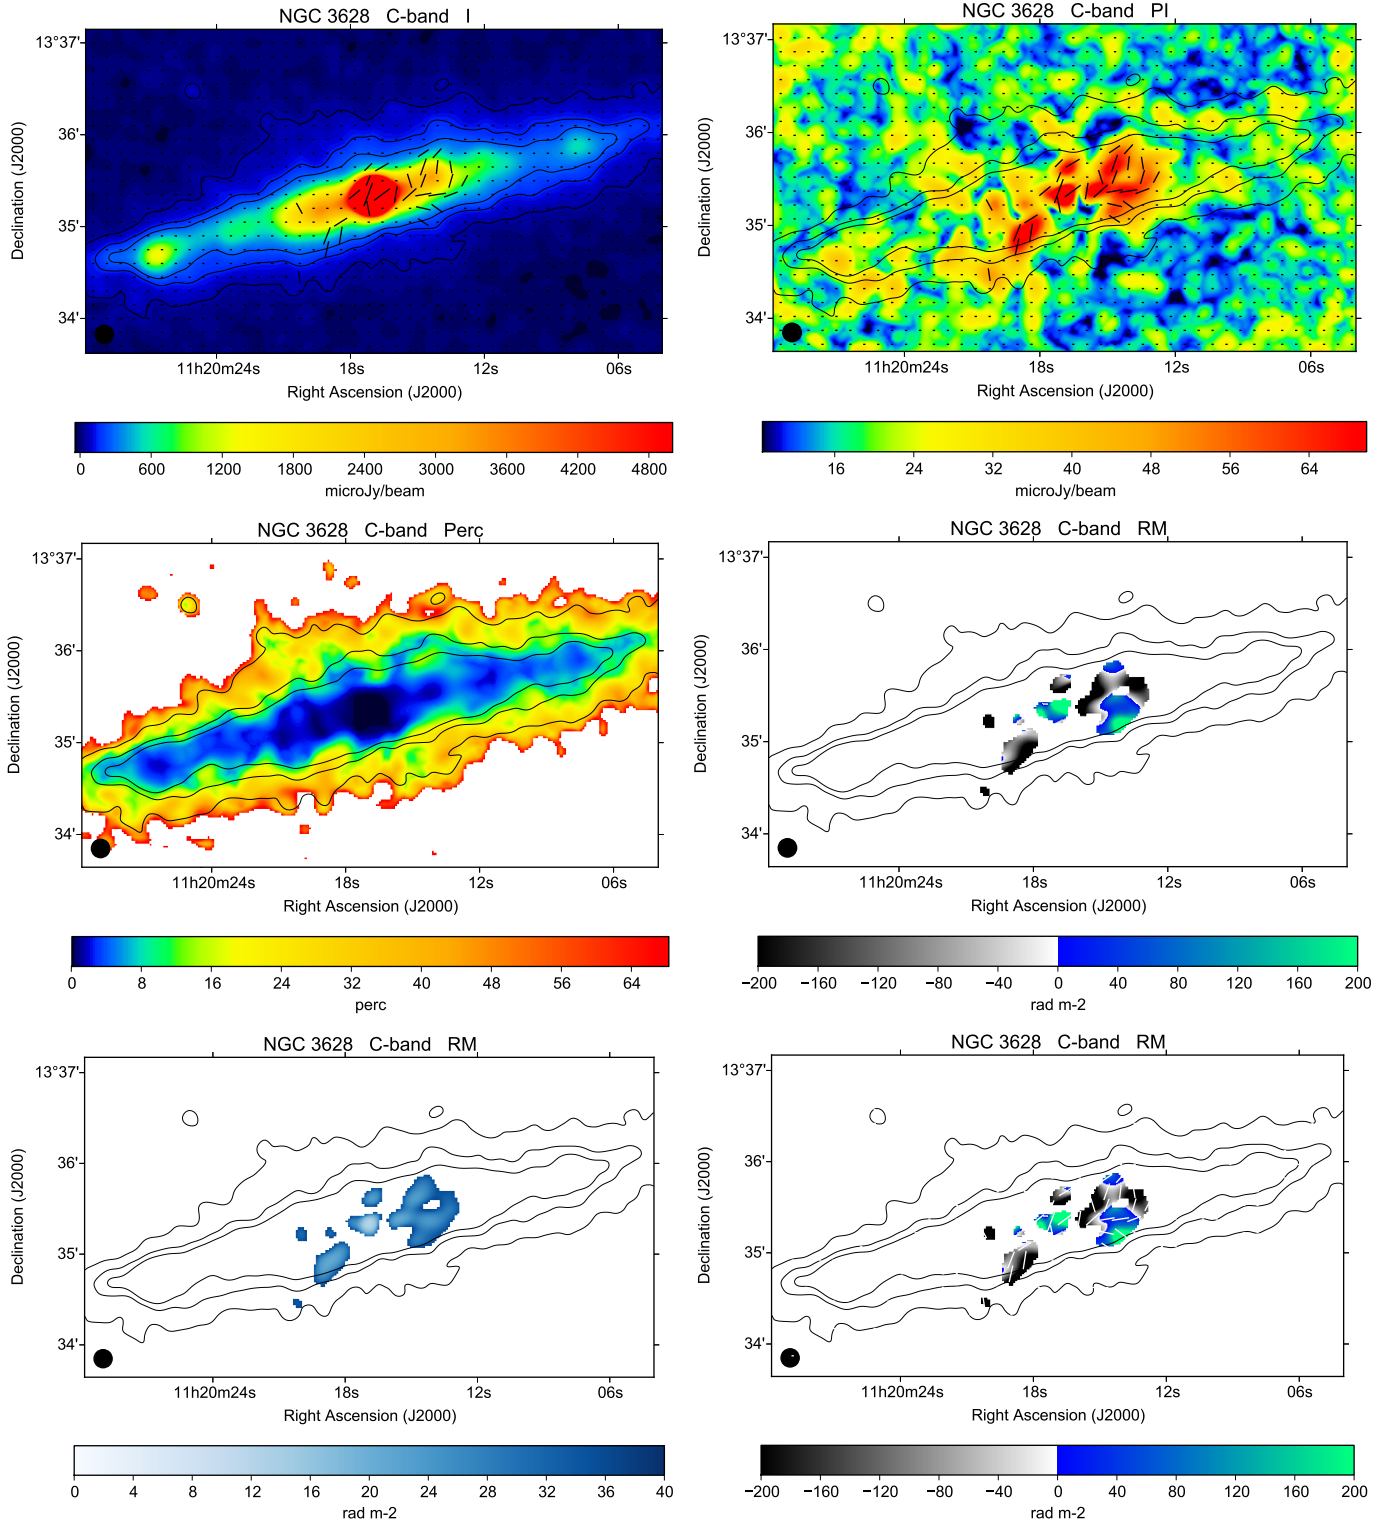 NGC 3628 C-band I
13°37'
36'
35'
34'
Declination (J2000)
11h20m24s 18s 12s 06s
Right Ascension (J2000)
0 600 1200 1800 2400 3000 3600 4200 4800
microJy/beam
NGC 3628 C-band PI
13°37'
36'
35'
34'
Declination (J2000)
11h20m24s 18s 12s 06s
Right Ascension (J2000)
16 24 32 40 48 56 64
microJy/beam
NGC 3628 C-band Perc
13°37'
36'
35'
34'
Declination (J2000)
11h20m24s 18s 12s 06s
Right Ascension (J2000)
0 8 16 24 32 40 48 56 64
perc
NGC 3628 C-band RM
13°37'
36'
35'
34'
Declination (J2000)
11h20m24s 18s 12s 06s
Right Ascension (J2000)
−200 −160 −120 −80 −40 0 40 80 120 160 200
rad m-2
NGC 3628 C-band RM
13°37'
36'
35'
34'
Declination (J2000)
11h20m24s 18s 12s 06s
Right Ascension (J2000)
0 4 8 12 16 20 24 28 32 36 40
rad m-2
NGC 3628 C-band RM
13°37'
36'
35'
34'
Declination (J2000)
11h20m24s 18s 12s 06s
Right Ascension (J2000)
−200 −160 −120 −80 −40 0 40 80 120 160 200
rad m-2